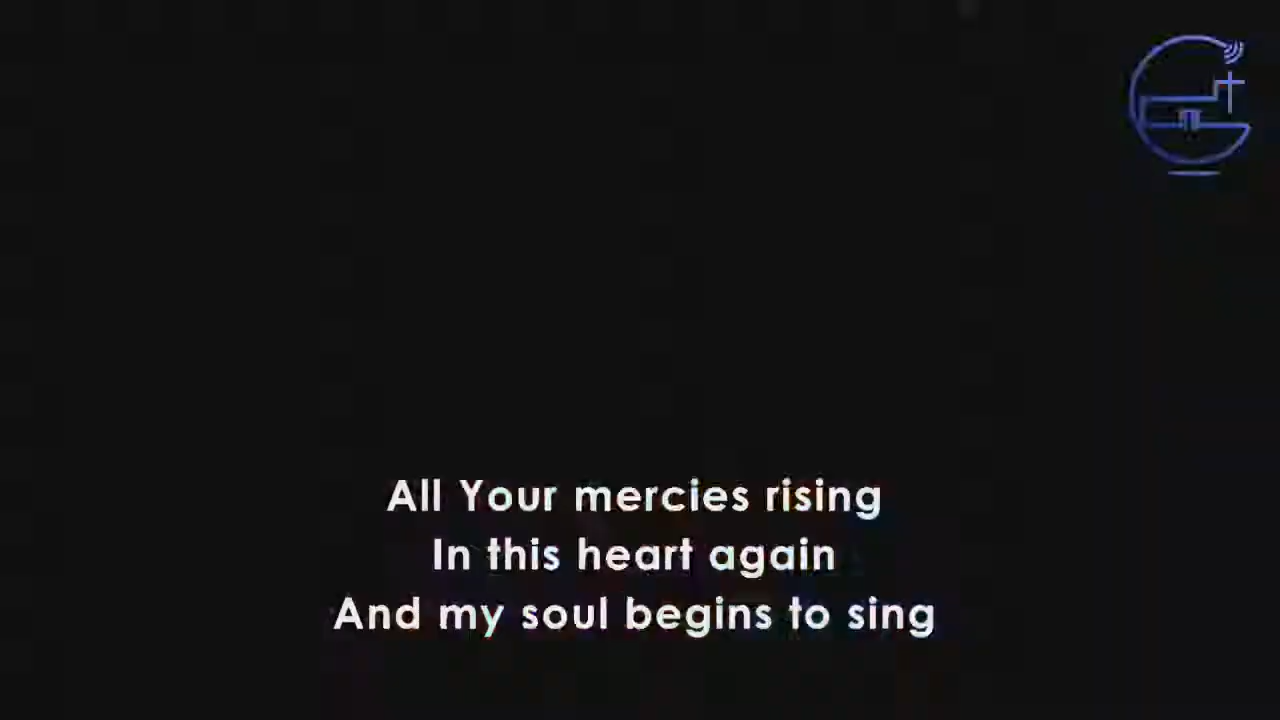 All Your mercies rising
In this heart again
And my soul begins to sing